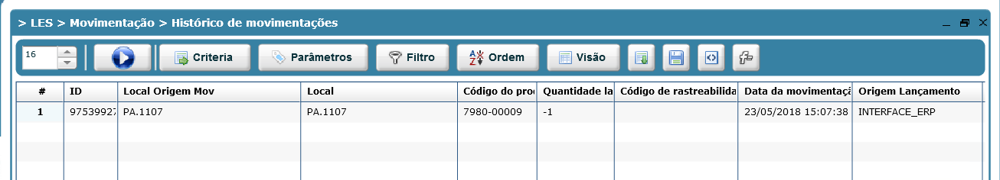 > LES > Movimentação > Histórico de movimentações
16 Criteria Parâmetros Filtro Ordem Visão
# ID Local Origem Mov Local Código do pro Quantidade la Código de rastreabilida Data da movimentaçã Origem Lançamento
1 9753992 PA.1107 PA.1107 7980-00009 -1 23/05/2018 15:07:38 INTERFACE_ERP